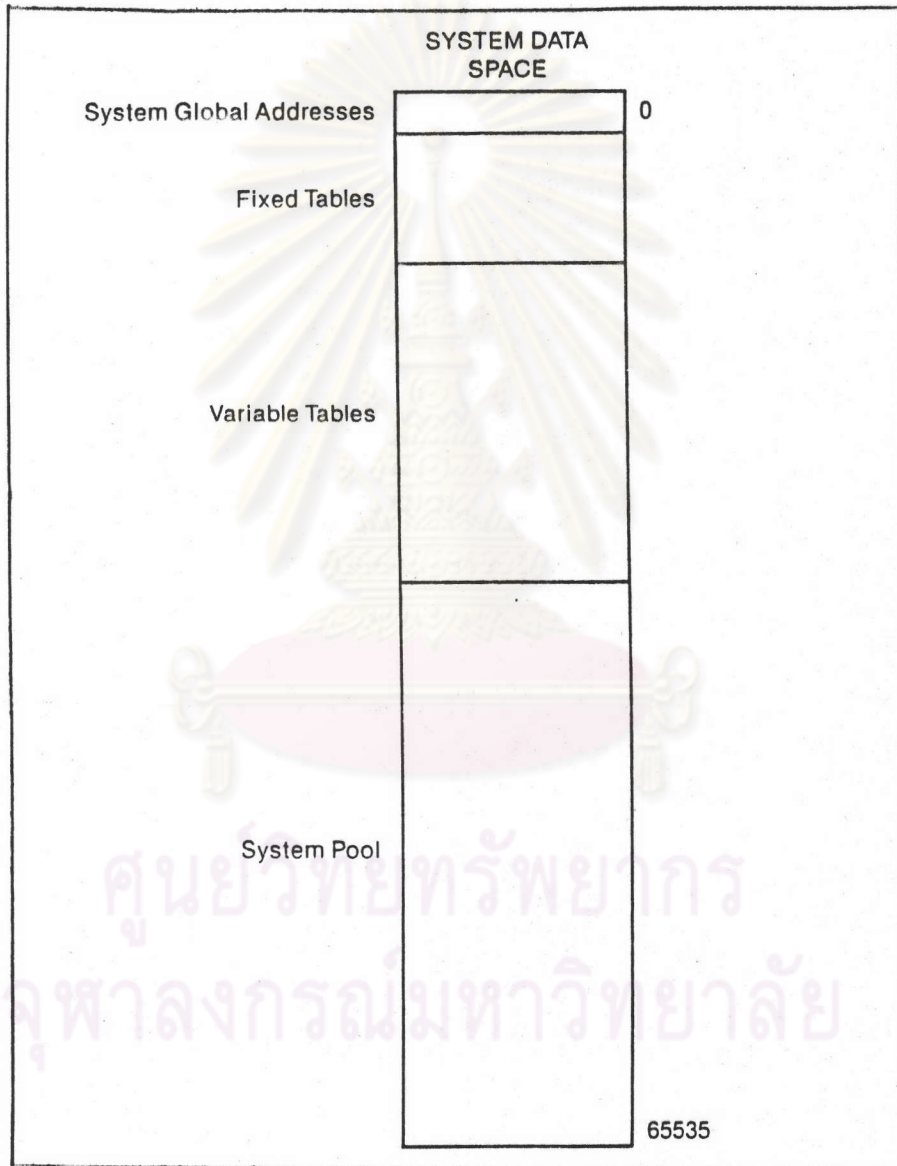 SYSTEM DATA
SPACE
System Global Addresses
0
Fixed Tables
Variable Tables
System Pool
65535
ศูนย์วิทยทรัพยากร
จุฬาลงกรณ์มหาวิทยาลัย